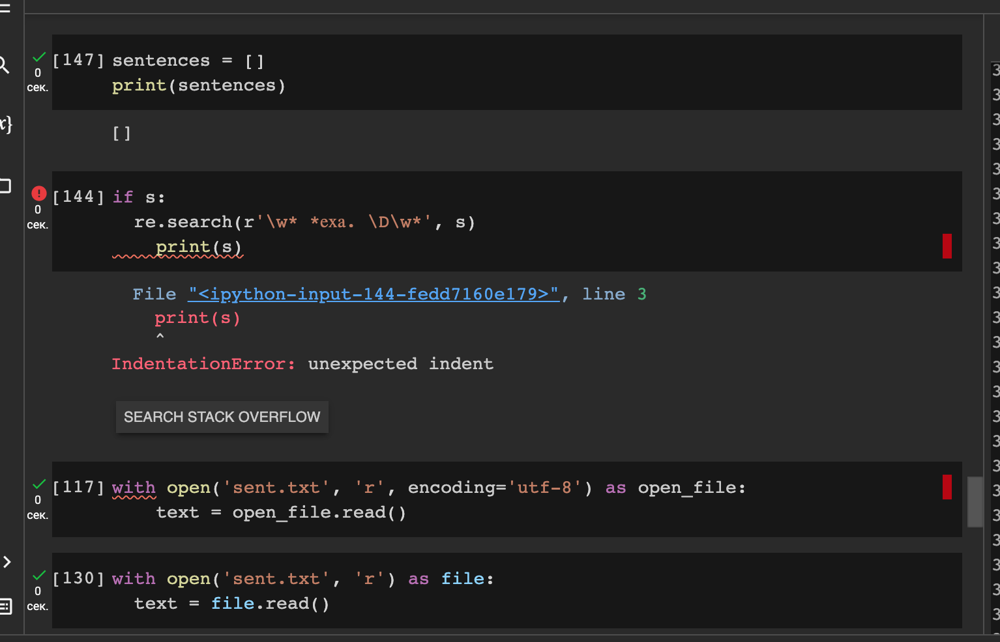 [147] sentences = []
0
сек.
print(sentences)
[]
[144] if s:
0
сек.
re.search(r'\w* *exa. \D\w*', s)
print(s)
File "<ipython-input-144-fedd7160e179>", line 3
print(s)
^
IndentationError: unexpected indent
SEARCH STACK OVERFLOW
[117] with open('sent.txt', 'r', encoding='utf-8') as open_file:
0
сек.
text = open_file.read()
[130] with open('sent.txt', 'r') as file:
0
сек.
text = file.read()